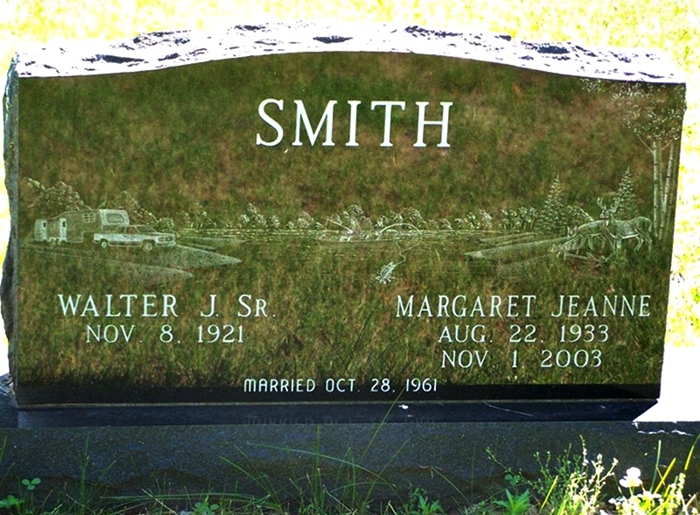 SMITH
WALTER J. SR. MARGARET JEANNE
NOV. 8, 1921 AUG. 22, 1933
NOV. 1 2003
MARRIED OCT. 28, 1961